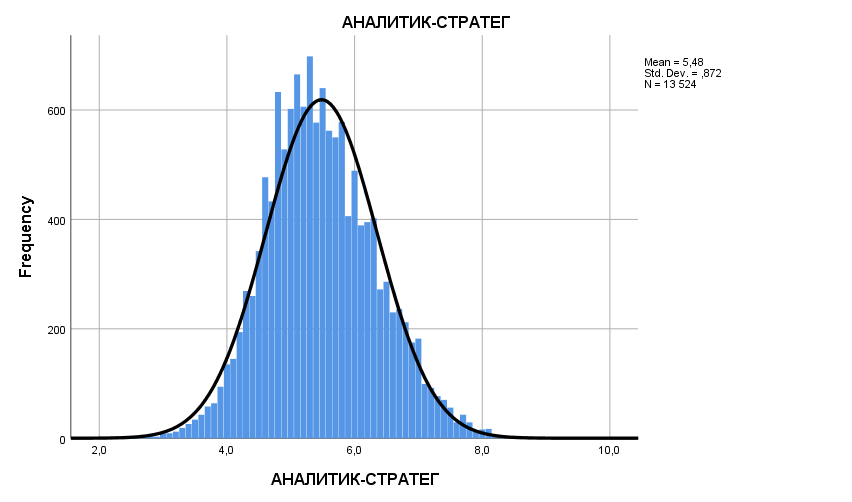 АНАЛИТИК-СТРАТЕГ
Mean = 5,48
Std. Dev. = ,872
N = 13 524
Frequency
600
400
200
0
2,0
4,0
6,0
8,0
10,0
АНАЛИТИК-СТРАТЕГ